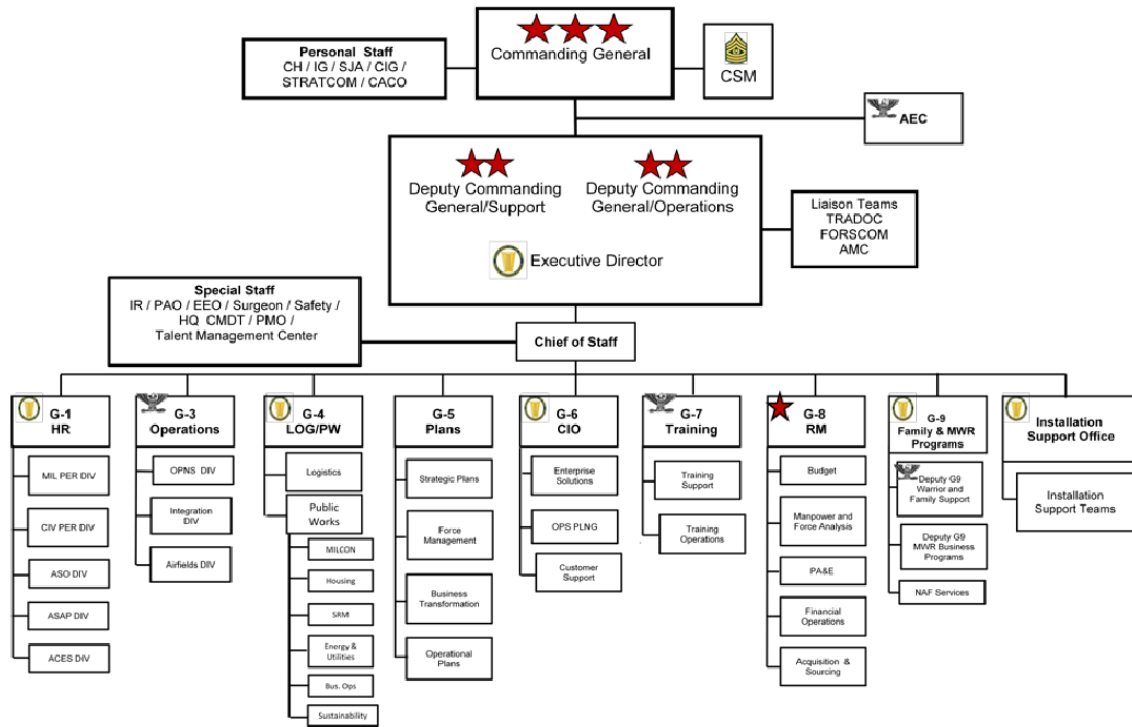 Commanding General
Personal Staff
CH / IG / SJA / CIG /
STRATCOM / CACO
CSM
AEC
Deputy Commanding
General/Support
Deputy Commanding
General/Operations
Executive Director
Liaison Teams
TRADOC
FORSCOM
AMC
Special Staff
IR / PAO / EEO / Surgeon / Safety /
HQ CMDT / PMO /
Talent Management Center
Chief of Staff
G-1
HR
MIL PER DIV
CIV PER DIV
ASO DIV
ASAP DIV
ACES DIV
G-3
Operations
OPNS DIV
Integration
DIV
Airfields DIV
G-4
LOG/PW
Logistics
Public
Works
MILCON
Housing
SRM
Energy &
Utilities
Bus. Ops
Sustainability
G-5
Plans
Strategic Plans
Force
Management
Business
Transformation
Operational
Plans
G-6
CIO
Enterprise
Solutions
OPS PLNG
Customer
Support
G-7
Training
Training
Support
Training
Operations
G-8
RM
Budget
Manpower and
Force Analysis
PA&E
Financial
Operations
Acquisition &
Sourcing
G-9
Family & MWR
Programs
Deputy G9
Warrior and
Family Support
Deputy G9
MWR Business
Programs
NAF Services
Installation
Support Office
Installation
Support Teams